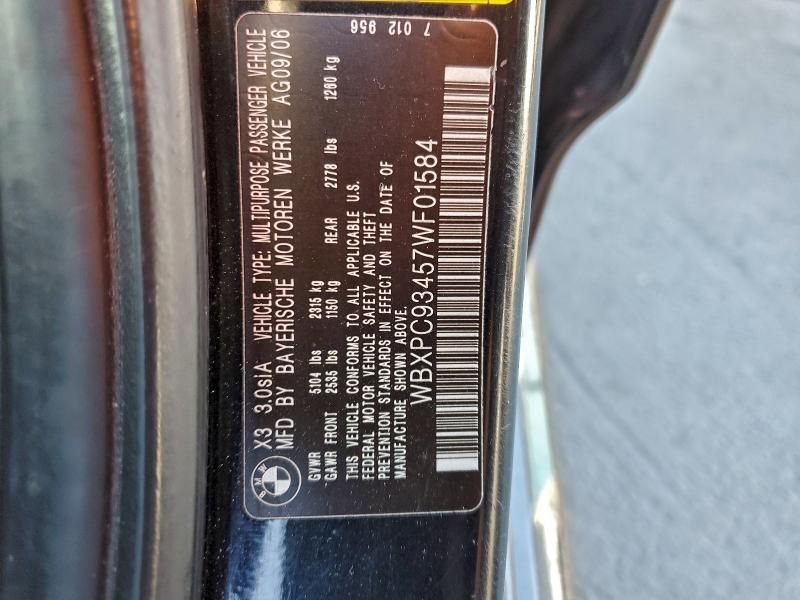 BMW
X3 3.0siA VEHICLE TYPE: MULTIPURPOSE PASSENGER VEHICLE
MFD BY BAYERISCHE MOTOREN WERKE AG09/06
GVWR 5104 lbs 2315 kg
GAWR FRONT 2535 lbs 1150 kg REAR 2778 lbs 1260 kg
THIS VEHICLE CONFORMS TO ALL APPLICABLE U.S.
FEDERAL MOTOR VEHICLE SAFETY AND THEFT
PREVENTION STANDARDS IN EFFECT ON THE DATE OF
MANUFACTURE SHOWN ABOVE.
WBXPC93457WF01584
7 012 956